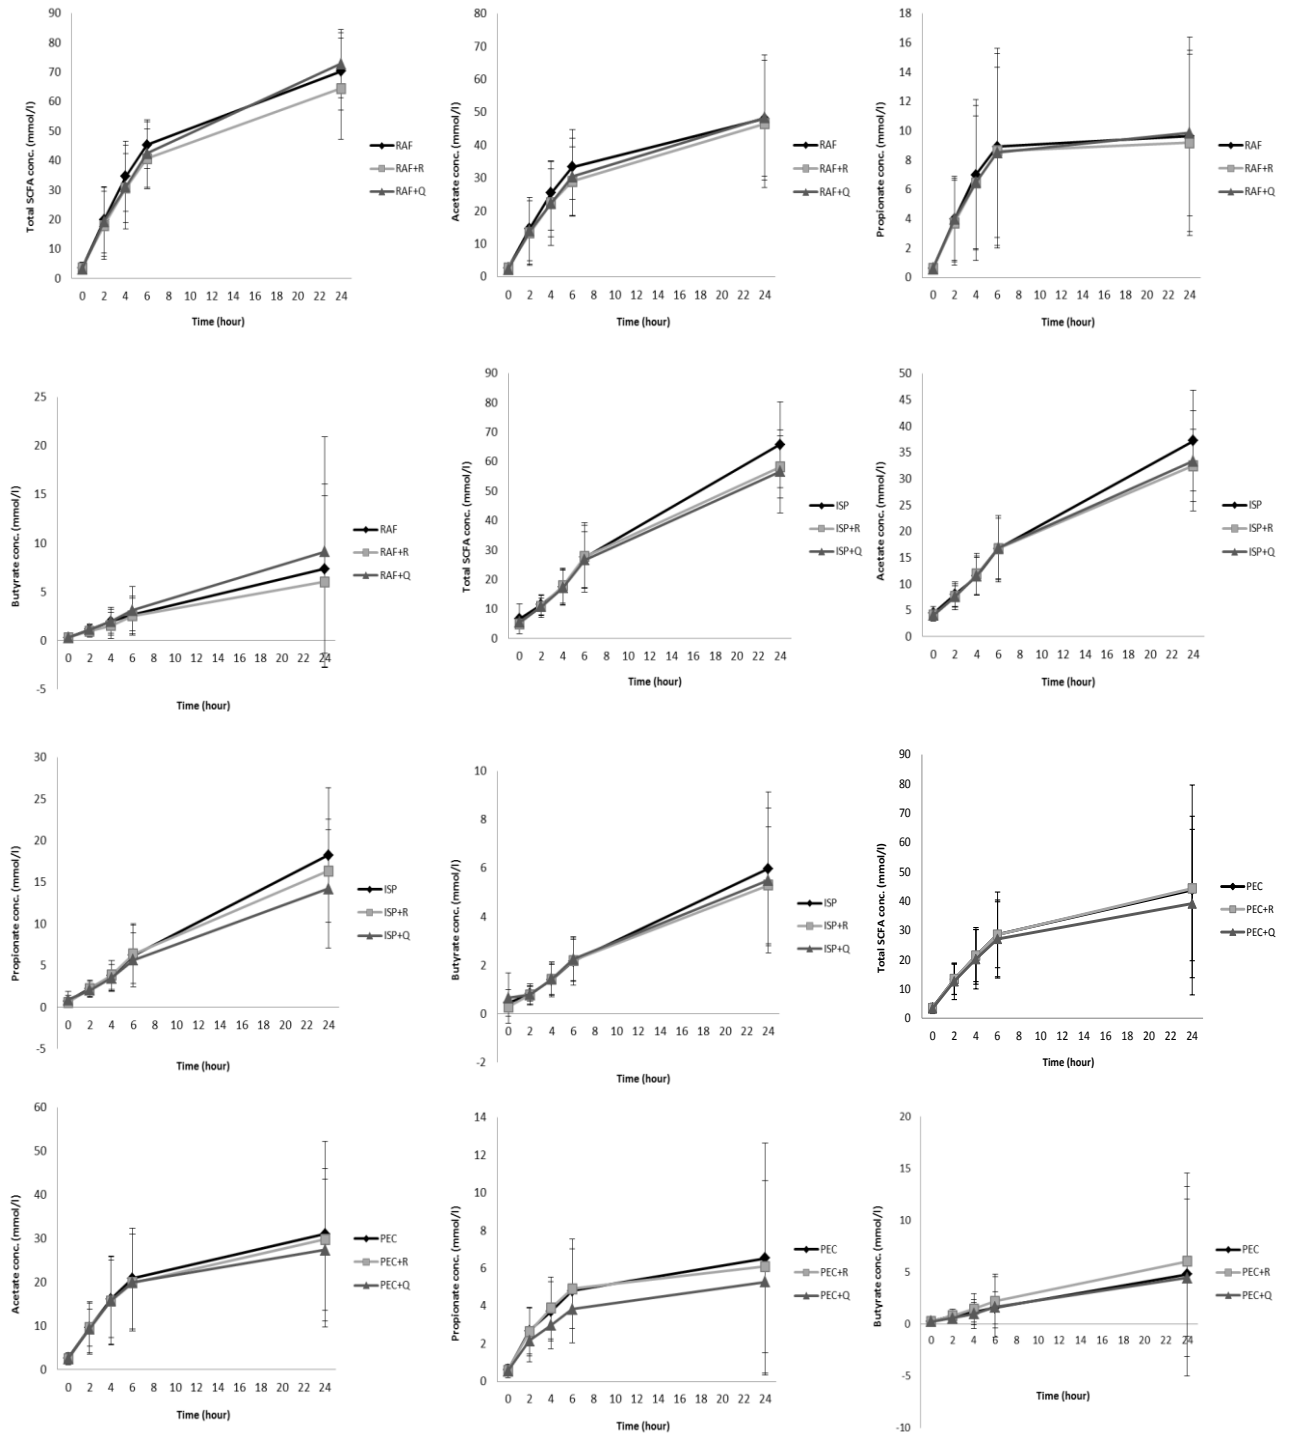 90
80
70
60
50
40
30
20
10
0
Total SCFA conc. (mmol/l)
0 2 4 6 8 10 12 14 16 18 20 22 24
Time (hour)
RAF
RAF+R
RAF+Q
80
70
60
50
40
30
20
10
0
Acetate conc. (mmol/l)
0 2 4 6 8 10 12 14 16 18 20 22 24
Time (hour)
RAF
RAF+R
RAF+Q
18
16
14
12
10
8
6
4
2
0
Propionate conc. (mmol/l)
0 2 4 6 8 10 12 14 16 18 20 22 24
Time (hour)
RAF
RAF+R
RAF+Q
25
20
15
10
5
0
-5
Butyrate conc. (mmol/l)
0 2 4 6 8 10 12 14 16 18 20 22 24
Time (hour)
RAF
RAF+R
RAF+Q
90
80
70
60
50
40
30
20
10
0
Total SCFA conc. (mmol/l)
0 2 4 6 8 10 12 14 16 18 20 22 24
Time (hour)
ISP
ISP+R
ISP+Q
50
45
40
35
30
25
20
15
10
5
0
Acetate conc. (mmol/l)
0 2 4 6 8 10 12 14 16 18 20 22 24
Time (hour)
ISP
ISP+R
ISP+Q
30
25
20
15
10
5
0
-5
Propionate conc. (mmol/l)
0 2 4 6 8 10 12 14 16 18 20 22 24
Time (hour)
ISP
ISP+R
ISP+Q
10
8
6
4
2
0
-2
Butyrate conc. (mmol/l)
0 2 4 6 8 10 12 14 16 18 20 22 24
Time (hour)
ISP
ISP+R
ISP+Q
90
80
70
60
50
40
30
20
10
0
Total SCFA conc. (mmol/l)
0 2 4 6 8 10 12 14 16 18 20 22 24
Time (hour)
PEC
PEC+R
PEC+Q
60
50
40
30
20
10
0
Acetate conc. (mmol/l)
0 2 4 6 8 10 12 14 16 18 20 22 24
Time (hour)
PEC
PEC+R
PEC+Q
14
12
10
8
6
4
2
0
Propionate conc. (mmol/l)
0 2 4 6 8 10 12 14 16 18 20 22 24
Time (hour)
PEC
PEC+R
PEC+Q
20
15
10
5
0
-5
-10
Butyrate conc. (mmol/l)
0 2 4 6 8 10 12 14 16 18 20 22 24
Time (hour)
PEC
PEC+R
PEC+Q